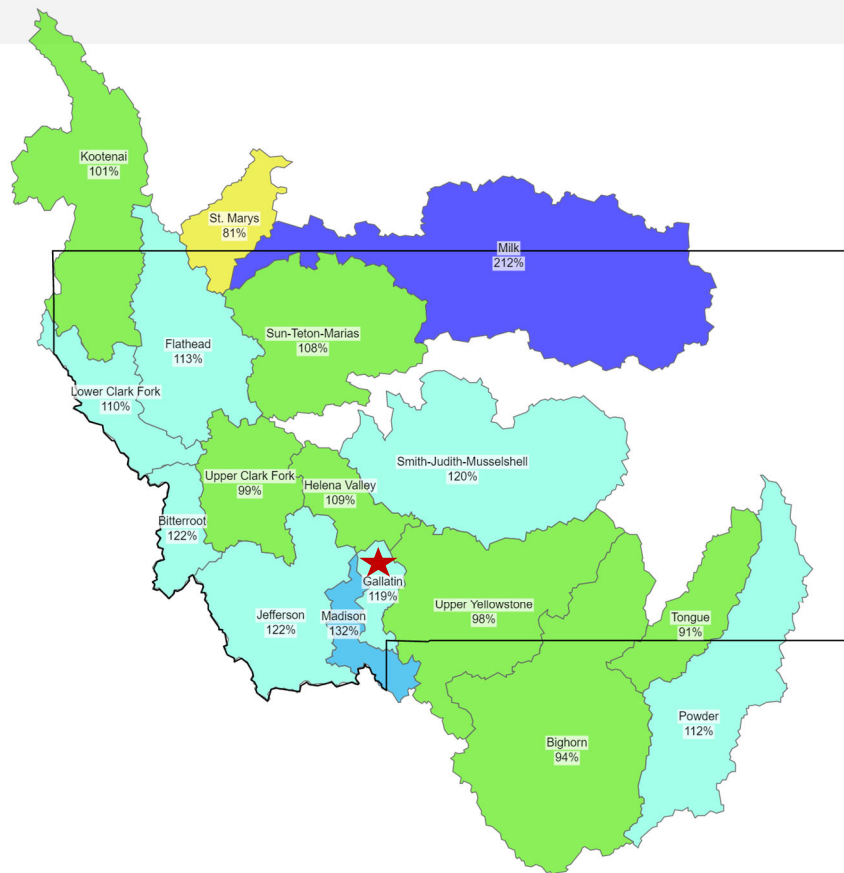 Kootenai
101%
St. Marys
81%
Milk
212%
Sun-Teton-Marias
108%
Flathead
113%
Lower Clark Fork
110%
Smith-Judith-Musselshell
120%
Upper Clark Fork
99%
Helena Valley
109%
Bitterroot
122%
Gallatin
119%
Jefferson
122%
Madison
132%
Upper Yellowstone
98%
Tongue
91%
Powder
112%
Bighorn
94%